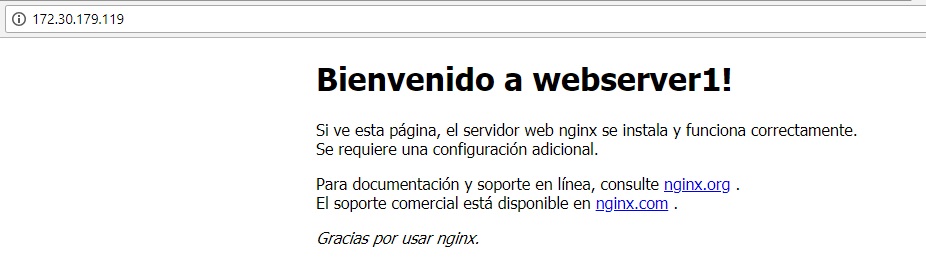 172.30.179.119
Bienvenido a webserver1!
Si ve esta página, el servidor web nginx se instala y funciona correctamente.
Se requiere una configuración adicional.
Para documentación y soporte en línea, consulte nginx.org .
El soporte comercial está disponible en nginx.com .
Gracias por usar nginx.